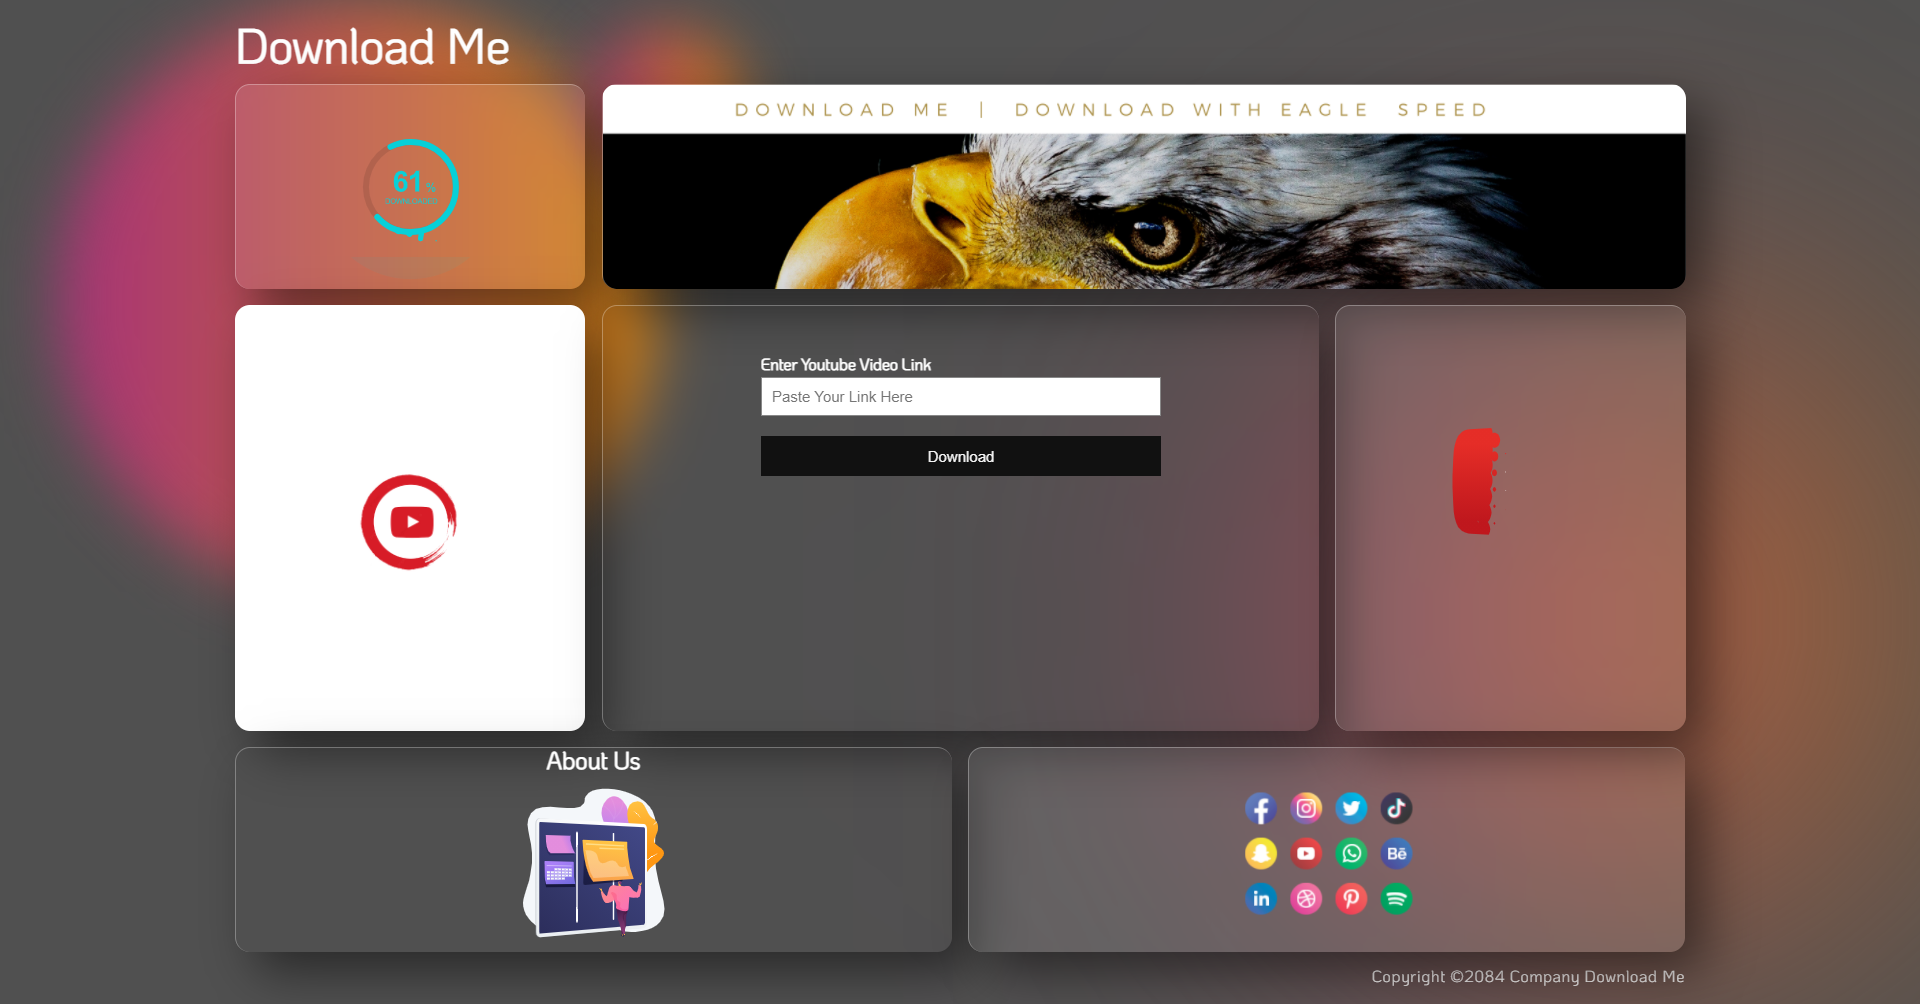 Download Me
DOWNLOAD ME | DOWNLOAD WITH EAGLE SPEED
61 %
Enter Youtube Video Link
Paste Your Link Here
Download
About Us
Bē
in
Copyright ©2084 Company Download Me